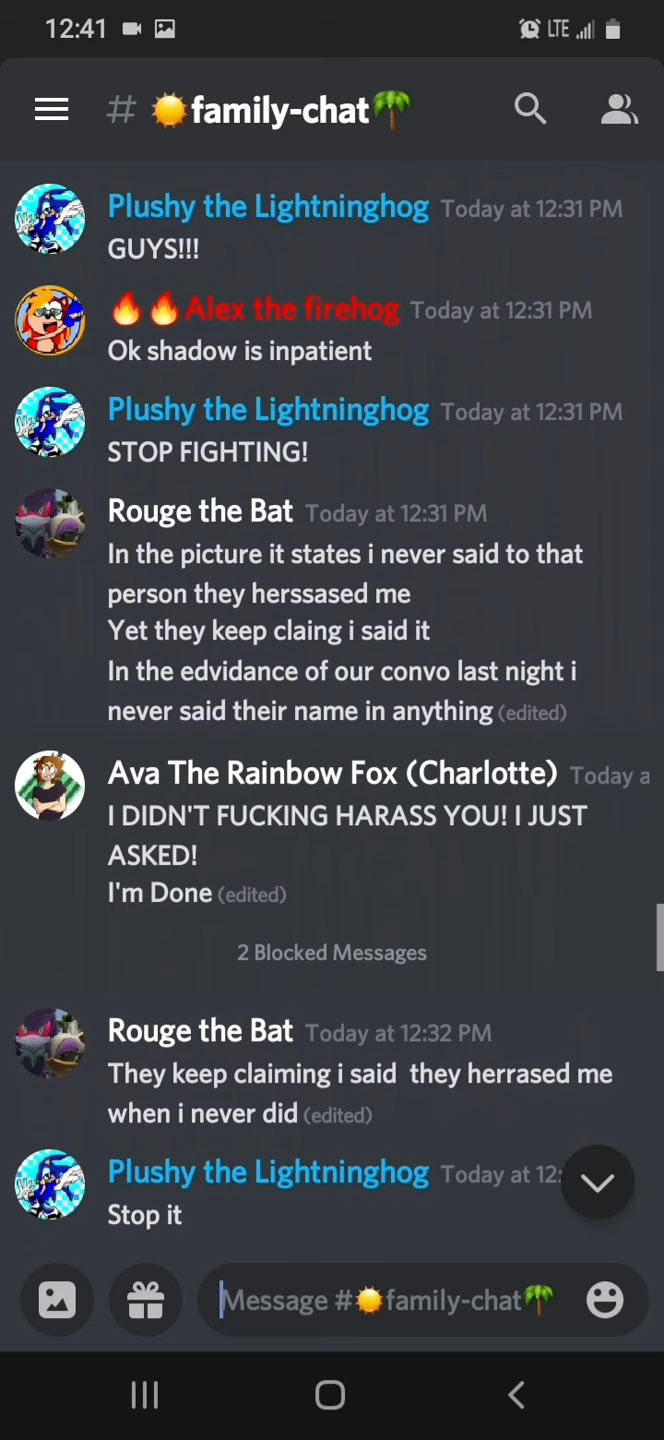 12:41 LTE
# ☀️family-chat🌴
Plushy the Lightninghog Today at 12:31 PM
GUYS!!!
🔥🔥Alex the firehog Today at 12:31 PM
Ok shadow is inpatient
Plushy the Lightninghog Today at 12:31 PM
STOP FIGHTING!
Rouge the Bat Today at 12:31 PM
In the picture it states i never said to that
person they herssased me
Yet they keep claing i said it
In the edvidance of our convo last night i
never said their name in anything (edited)
Ava The Rainbow Fox (Charlotte) Today a
I DIDN'T FUCKING HARASS YOU! I JUST
ASKED!
I'm Done (edited)
2 Blocked Messages
Rouge the Bat Today at 12:32 PM
They keep claiming i said they herrased me
when i never did (edited)
Plushy the Lightninghog Today at 12:
Stop it
Message #☀️family-chat🌴